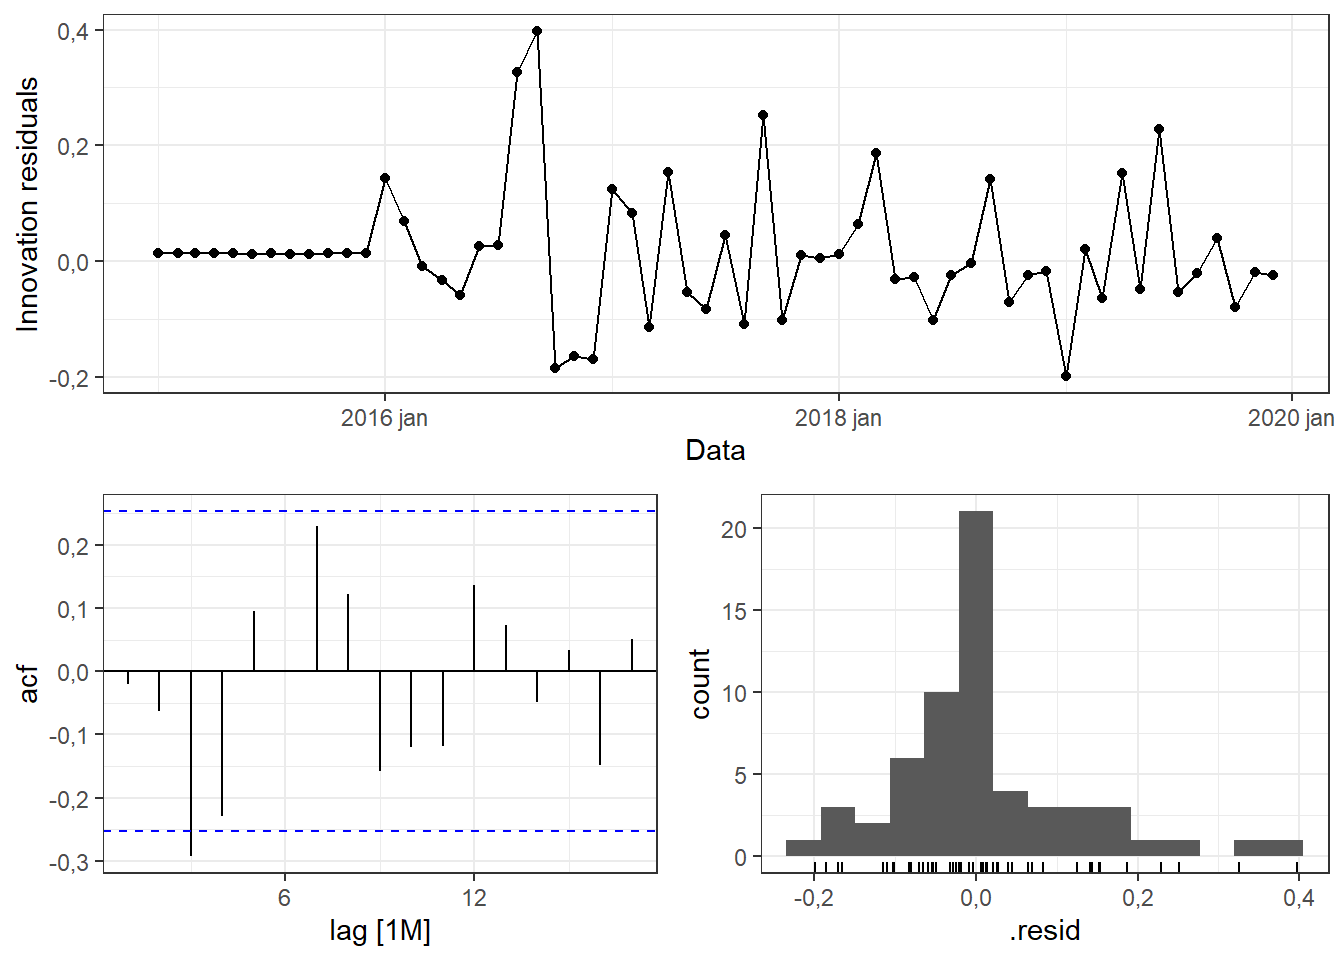 Innovation residuals
0,4
0,2
0,0
-0,2
2016 jan
2018 jan
2020 jan
Data
acf
0,2
0,1
0,0
-0,1
-0,2
-0,3
6
12
lag [1M]
count
20
15
10
5
0
-0,2
0,0
0,2
0,4
.resid